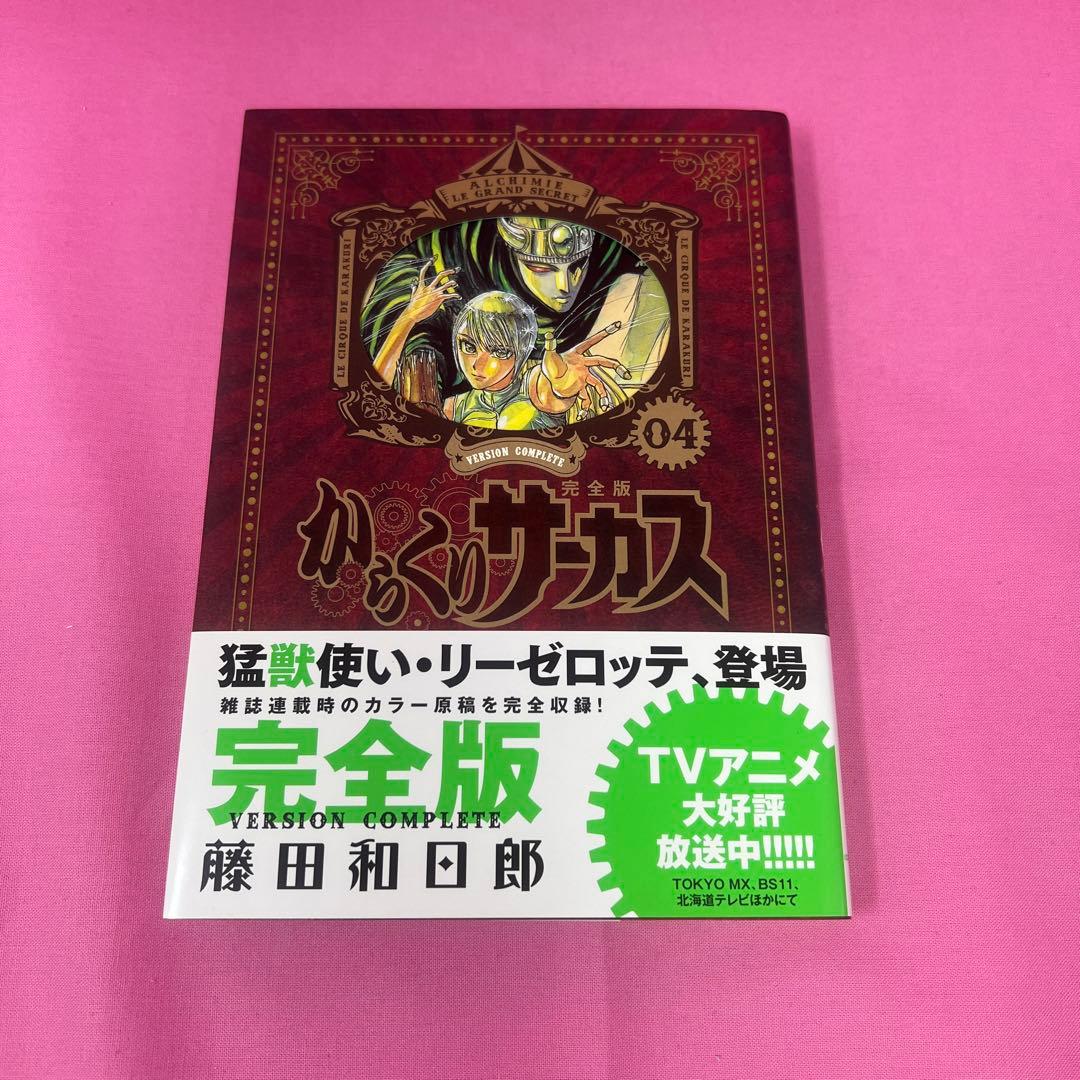 ALCHIMIE
LE GRAND SECRET
LE CIRQUE DE KARAKURI
LE CIRQUE DE KARAKURI
04
VERSION COMPLETE
完全版
からくりサーカス
猛獣使い・リーゼロッテ、登場
雑誌連載時のカラー原稿を完全収録!
完全版
VERSION COMPLETE
藤田和日郎
TVアニメ
大好評
放送中!!!!!
TOKYO MX、BS11、
北海道テレビほかにて